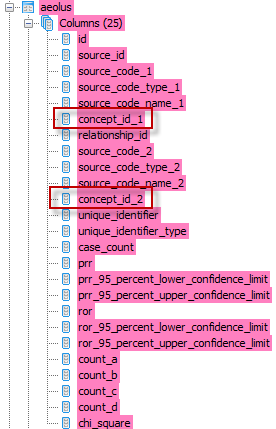 aeolus
Columns (25)
id
source_id
source_code_1
source_code_type_1
source_code_name_1
concept_id_1
relationship_id
source_code_2
source_code_type_2
source_code_name_2
concept_id_2
unique_identifier
unique_identifier_type
case_count
prr
prr_95_percent_lower_confidence_limit
prr_95_percent_upper_confidence_limit
ror
ror_95_percent_lower_confidence_limit
ror_95_percent_upper_confidence_limit
count_a
count_b
count_c
count_d
chi_square